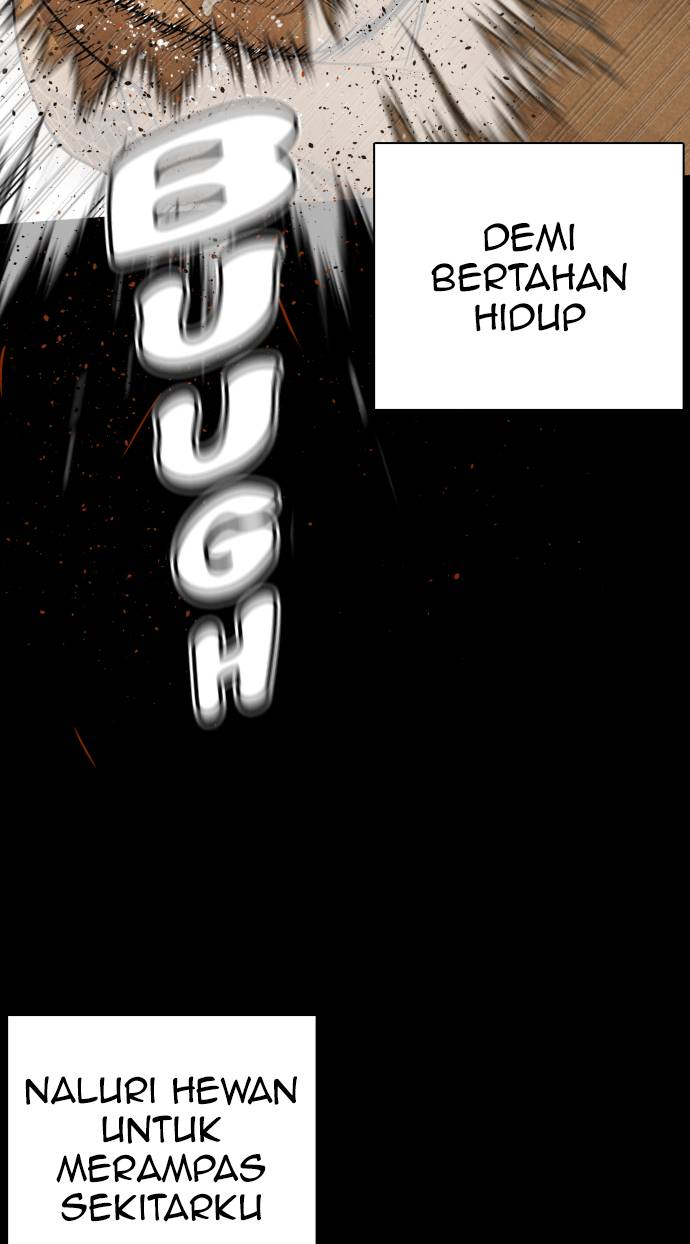 BUUGH
DEMI
BERTAHAN
HIDUP
NALURI HEWAN
UNTUK
MERAMPAS
SEKITARKU